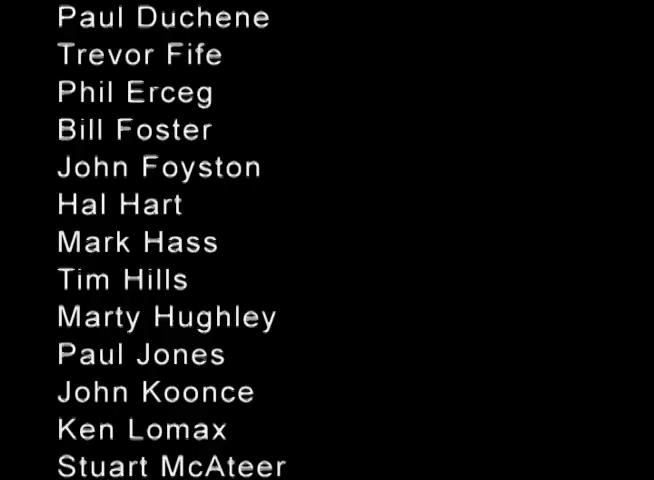 Paul Duchene
Trevor Fife
Phil Erceg
Bill Foster
John Foyston
Hal Hart
Mark Hass
Tim Hills
Marty Hughley
Paul Jones
John Koonce
Ken Lomax
Stuart McAteer